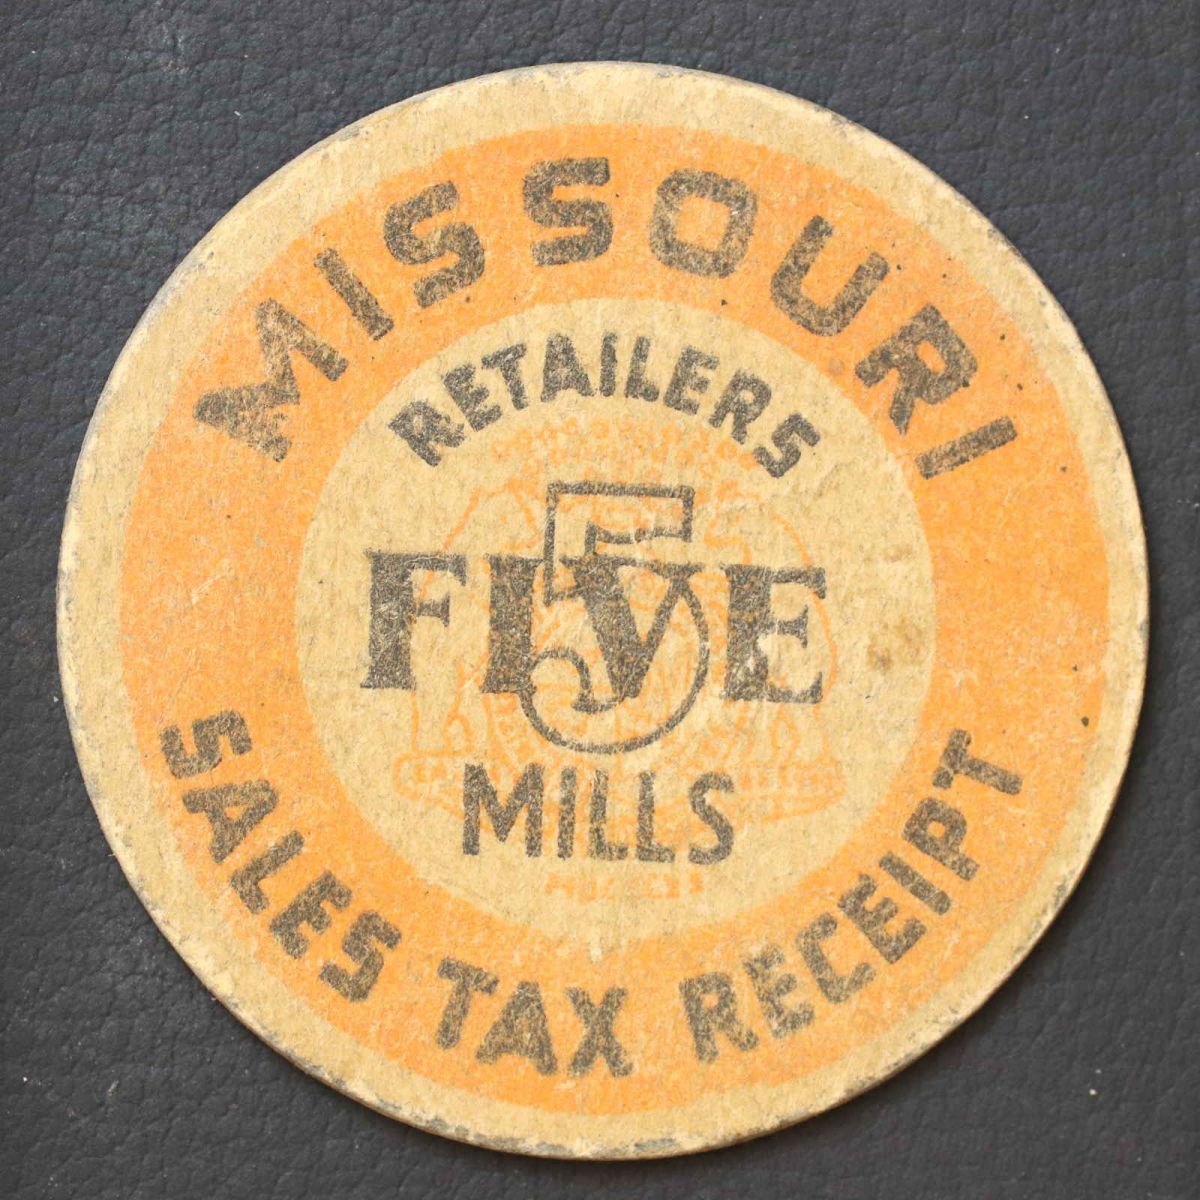 MISSOURI
RETAILERS
5
FIVE
MILLS
SALES TAX RECEIPT